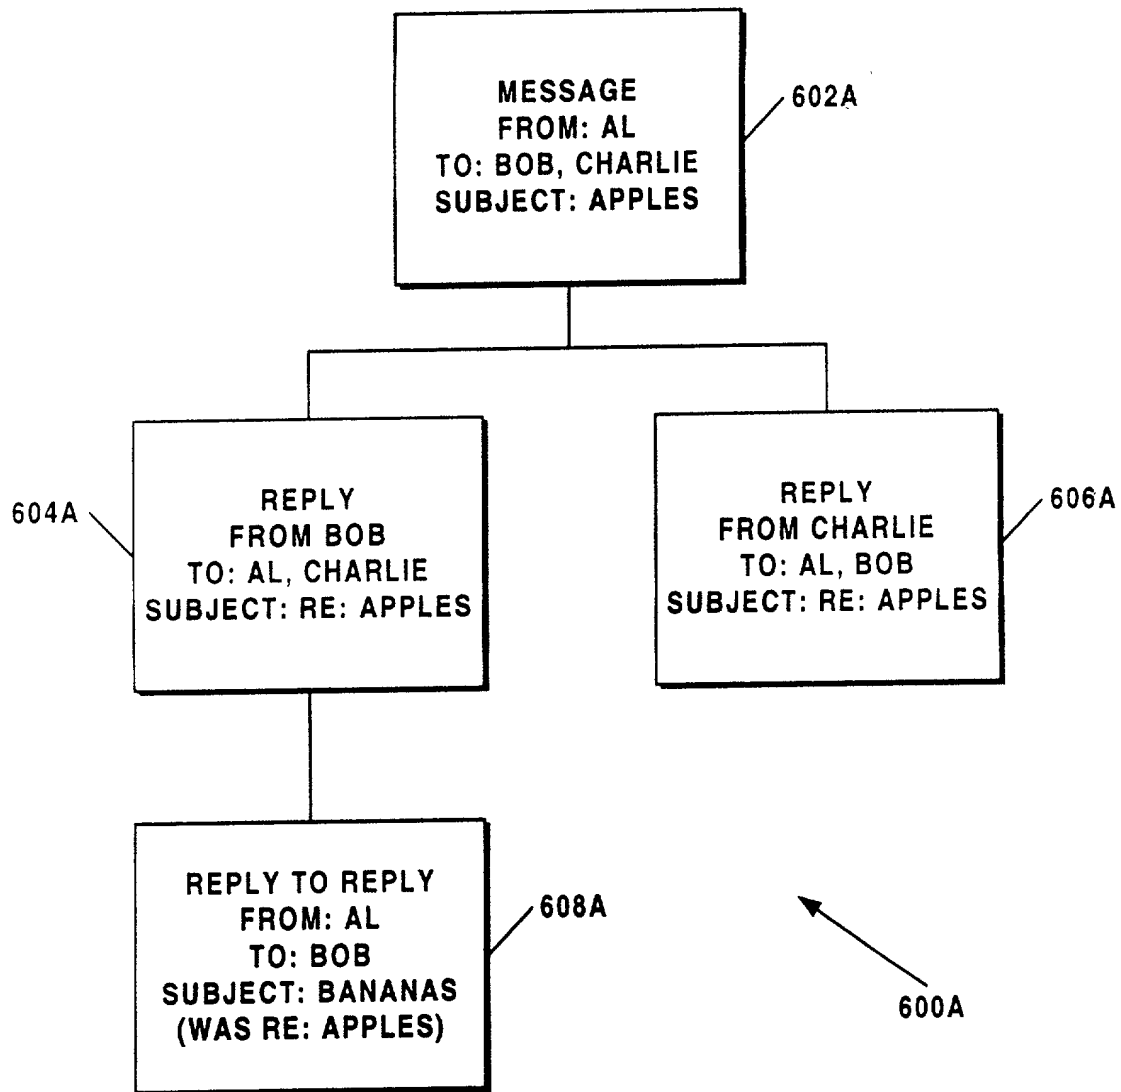 MESSAGE
FROM: AL
TO: BOB, CHARLIE
SUBJECT: APPLES
602A
604A
REPLY
FROM BOB
TO: AL, CHARLIE
SUBJECT: RE: APPLES
REPLY
FROM CHARLIE
TO: AL, BOB
SUBJECT: RE: APPLES
606A
REPLY TO REPLY
FROM: AL
TO: BOB
SUBJECT: BANANAS
(WAS RE: APPLES)
608A
600A